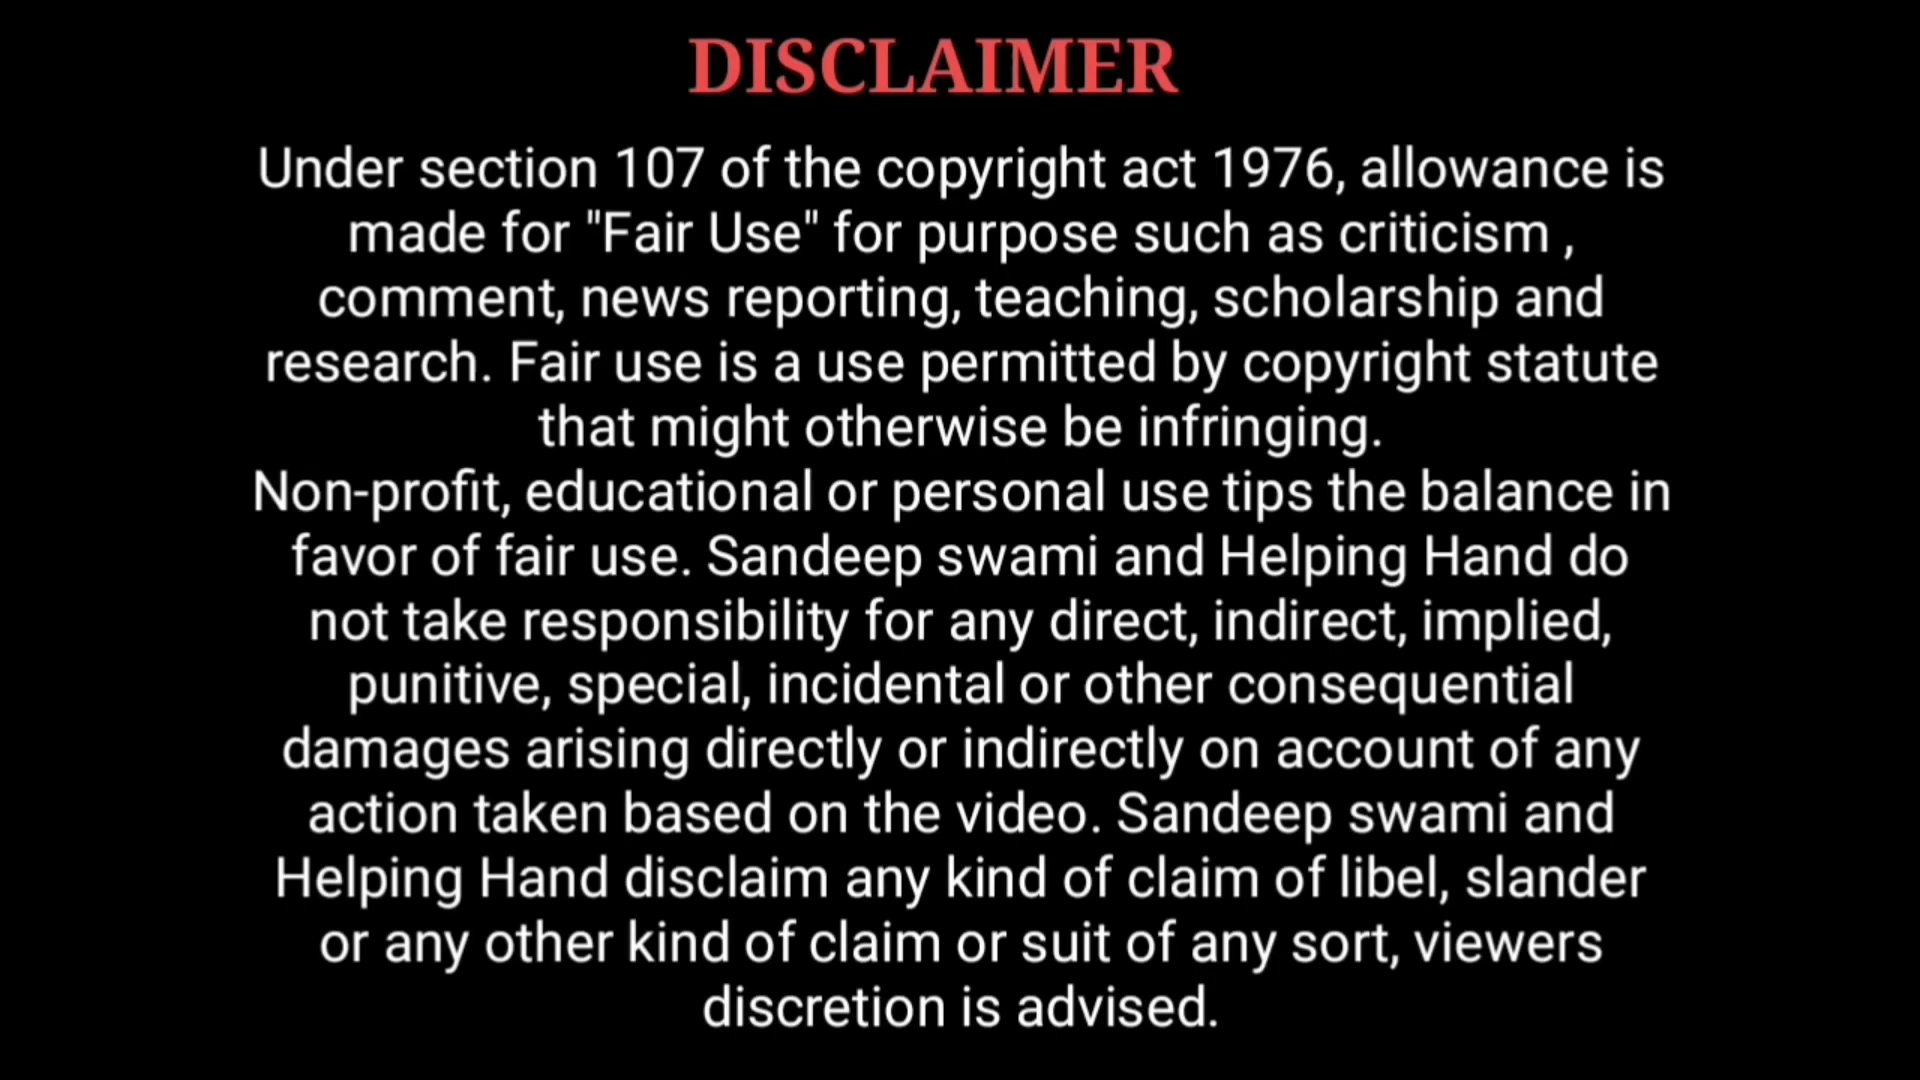 DISCLAIMER
Under section 107 of the copyright act 1976, allowance is
made for "Fair Use" for purpose such as criticism ,
comment, news reporting, teaching, scholarship and
research. Fair use is a use permitted by copyright statute
that might otherwise be infringing.
Non-profit, educational or personal use tips the balance in
favor of fair use. Sandeep swami and Helping Hand do
not take responsibility for any direct, indirect, implied,
punitive, special, incidental or other consequential
damages arising directly or indirectly on account of any
action taken based on the video. Sandeep swami and
Helping Hand disclaim any kind of claim of libel, slander
or any other kind of claim or suit of any sort, viewers
discretion is advised.